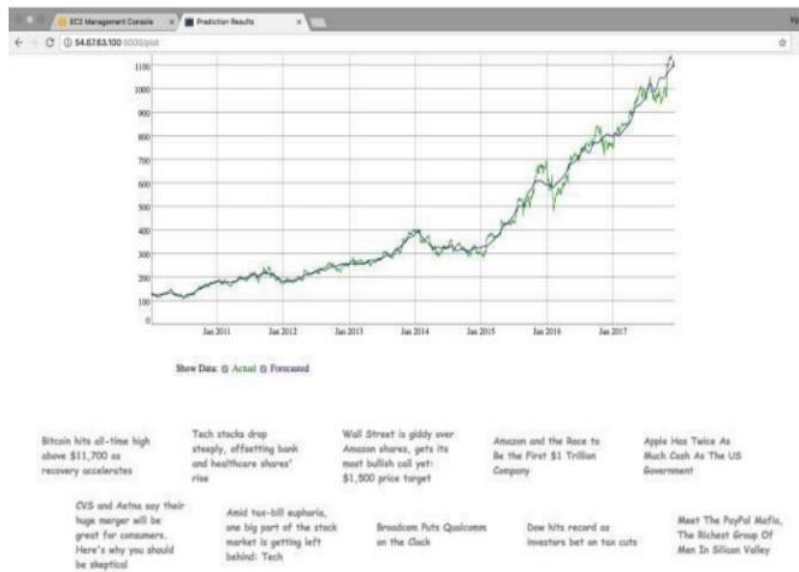 EC2 Management Console
Prediction Results
54.67.63.100:5000/plot
1100
1000
900
800
700
600
500
400
300
200
100
0
Jan 2011
Jan 2012
Jan 2013
Jan 2014
Jan 2015
Jan 2016
Jan 2017
Show Data: Actual Forecasted
Bitcoin hits all-time high
above $11,700 as
recovery accelerates
Tech stocks drop
steeply, offsetting bank
and healthcare shares'
rise
Wall Street is giddy over
Amazon shares, gets its
most bullish call yet:
$1,500 price target
Amazon and the Race to
Be the First $1 Trillion
Company
Apple Has Twice As
Much Cash As The US
Government
CVS and Aetna say their
huge merger will be
great for consumers.
Here's why you should
be skeptical
Amid tax-bill euphoria,
one big part of the stock
market is getting left
behind: Tech
Broadcom Puts Qualcomm
on the Clock
Dow hits record as
investors bet on tax cuts
Meet The PayPal Mafia,
The Richest Group Of
Men In Silicon Valley